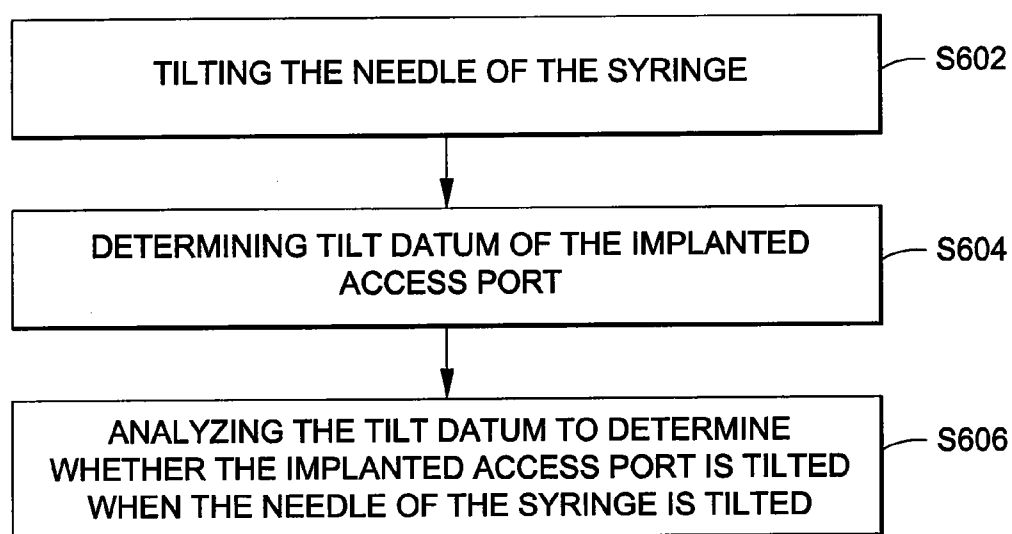 TILTING THE NEEDLE OF THE SYRINGE
S602
DETERMINING TILT DATUM OF THE IMPLANTED
ACCESS PORT
S604
ANALYZING THE TILT DATUM TO DETERMINE
WHETHER THE IMPLANTED ACCESS PORT IS TILTED
WHEN THE NEEDLE OF THE SYRINGE IS TILTED
S606